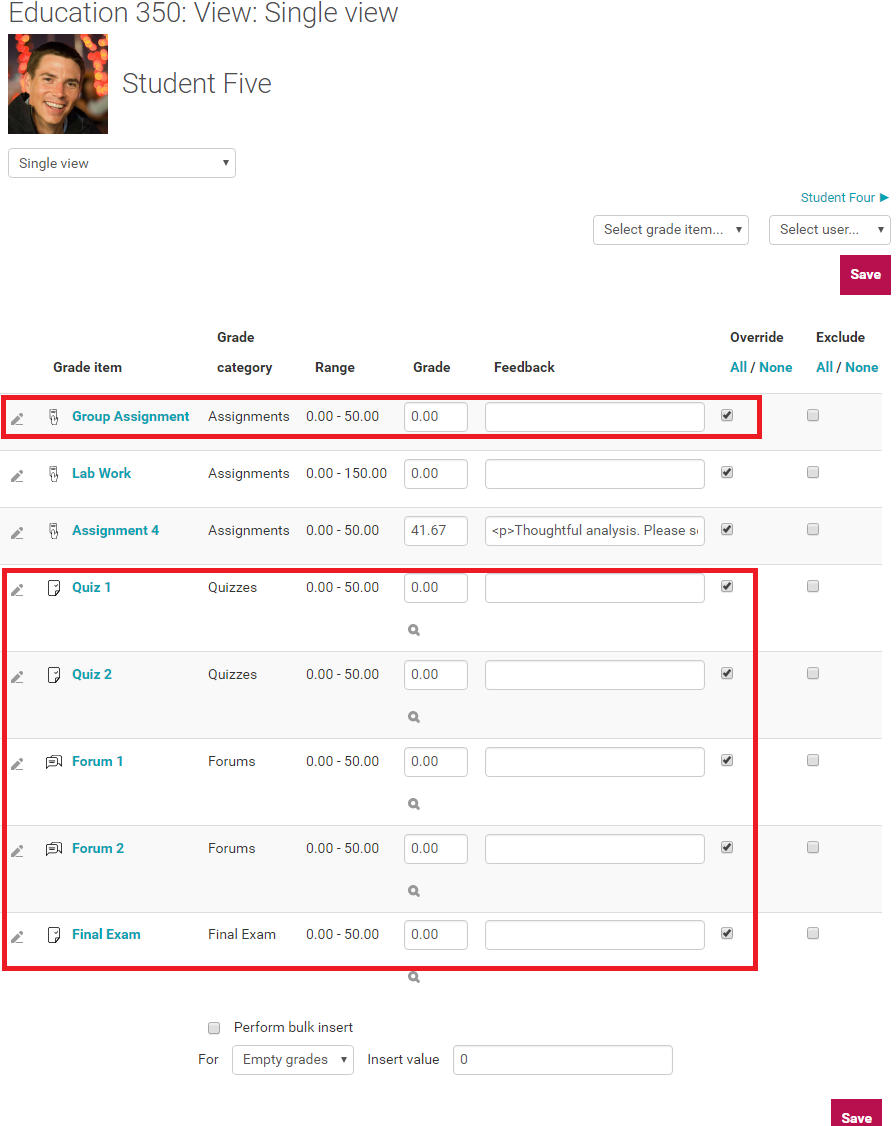 Education 350: View: Single view
Student Five
Single view
Student Four ►
Select grade item...
Select user...
Save
Grade item
Grade category
Range
Grade
Feedback
Override
All / None
Exclude
All / None
Group Assignment Assignments 0.00 - 50.00 0.00
Lab Work Assignments 0.00 - 150.00 0.00
Assignment 4 Assignments 0.00 - 50.00 41.67 <p>Thoughtful analysis. Please s
Quiz 1 Quizzes 0.00 - 50.00 0.00
Quiz 2 Quizzes 0.00 - 50.00 0.00
Forum 1 Forums 0.00 - 50.00 0.00
Forum 2 Forums 0.00 - 50.00 0.00
Final Exam Final Exam 0.00 - 50.00 0.00
Perform bulk insert
For Empty grades Insert value 0
Save